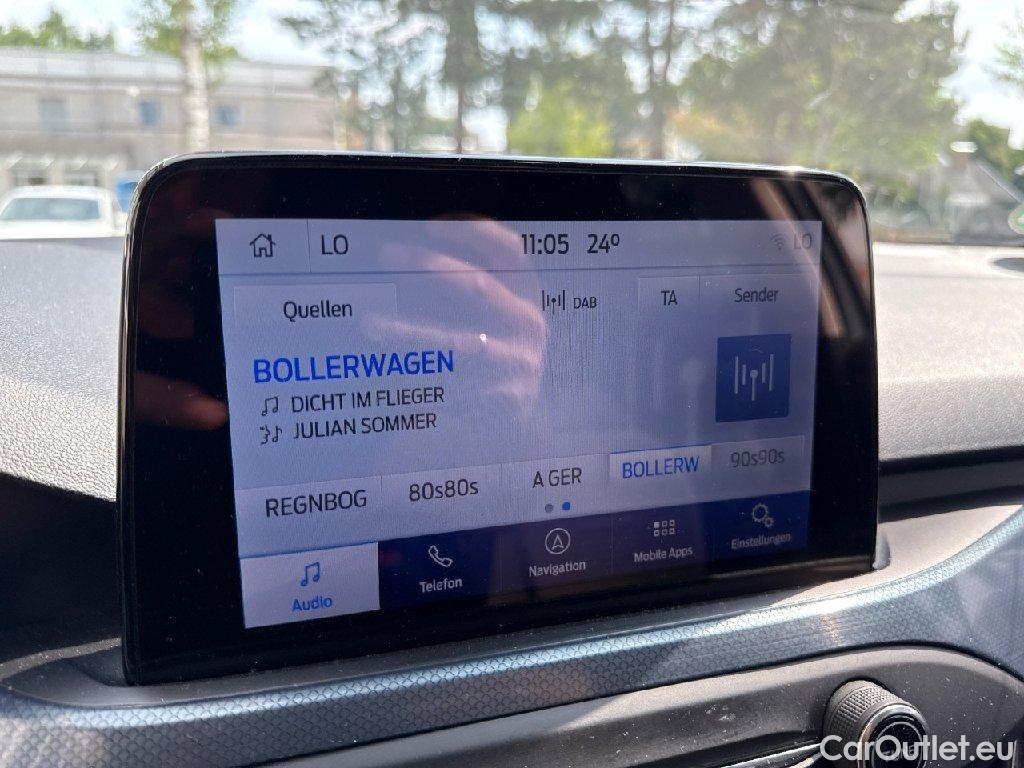 LO 11:05 24º LO
Quellen DAB TA Sender
BOLLERWAGEN
DICHT IM FLIEGER
JULIAN SOMMER
REGNBOG 80s80s A GER BOLLERW 90s90s
Audio Telefon Navigation Mobile Apps Einstellungen
CarOutlet.eu